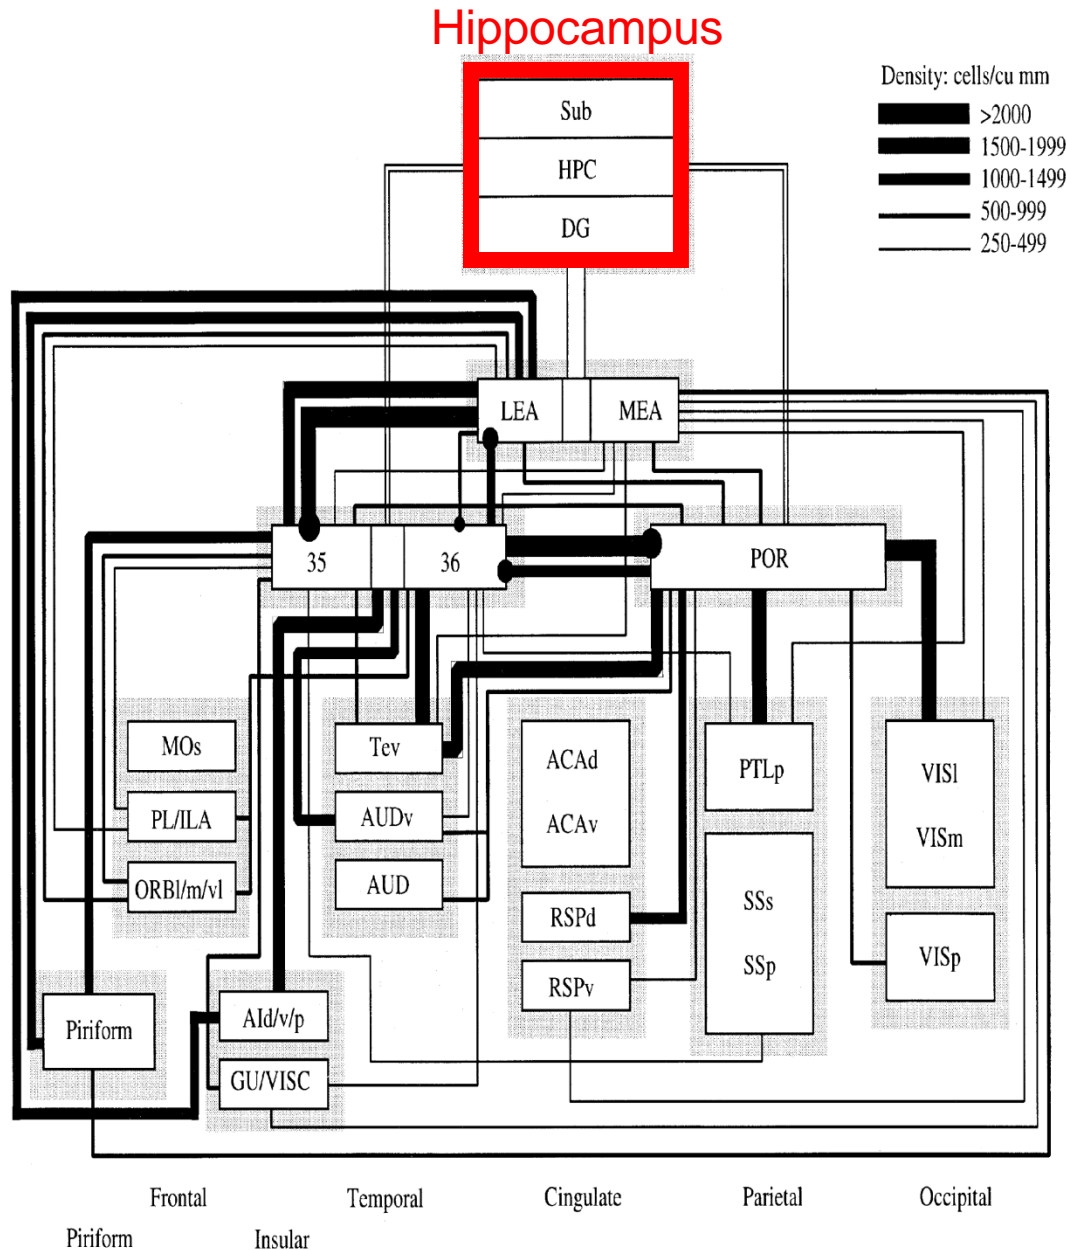 Hippocampus
Density: cells/cu mm
>2000
1500-1999
1000-1499
500-999
250-499
Sub
HPC
DG
LEA
MEA
35
36
POR
MOs
PL/ILA
ORBl/m/vl
Tev
AUDv
AUD
ACAd
ACAv
RSPd
RSPv
PTLp
SSs
SSp
VISl
VISm
VISp
Piriform
AId/v/p
GU/VISC
Frontal
Temporal
Cingulate
Parietal
Occipital
Piriform
Insular